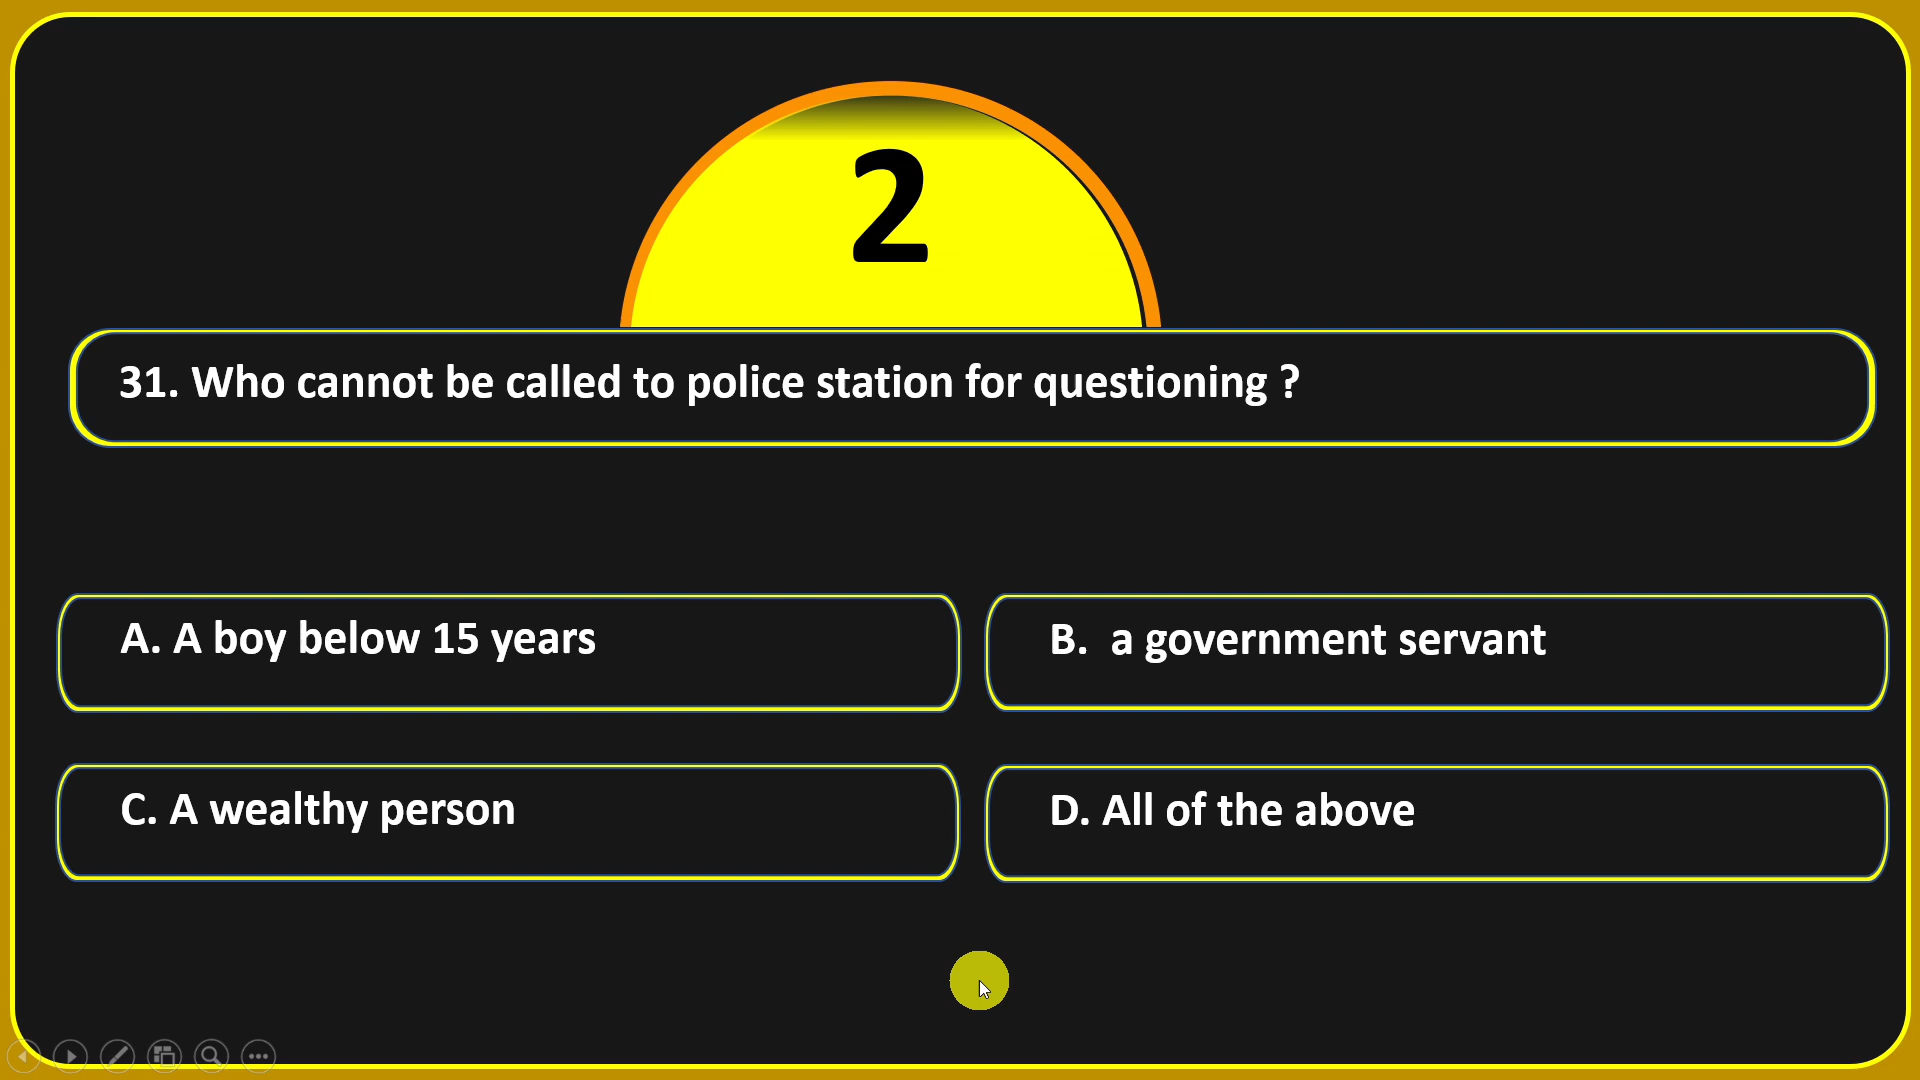 2
31. Who cannot be called to police station for questioning ?
A. A boy below 15 years
B. a government servant
C. A wealthy person
D. All of the above